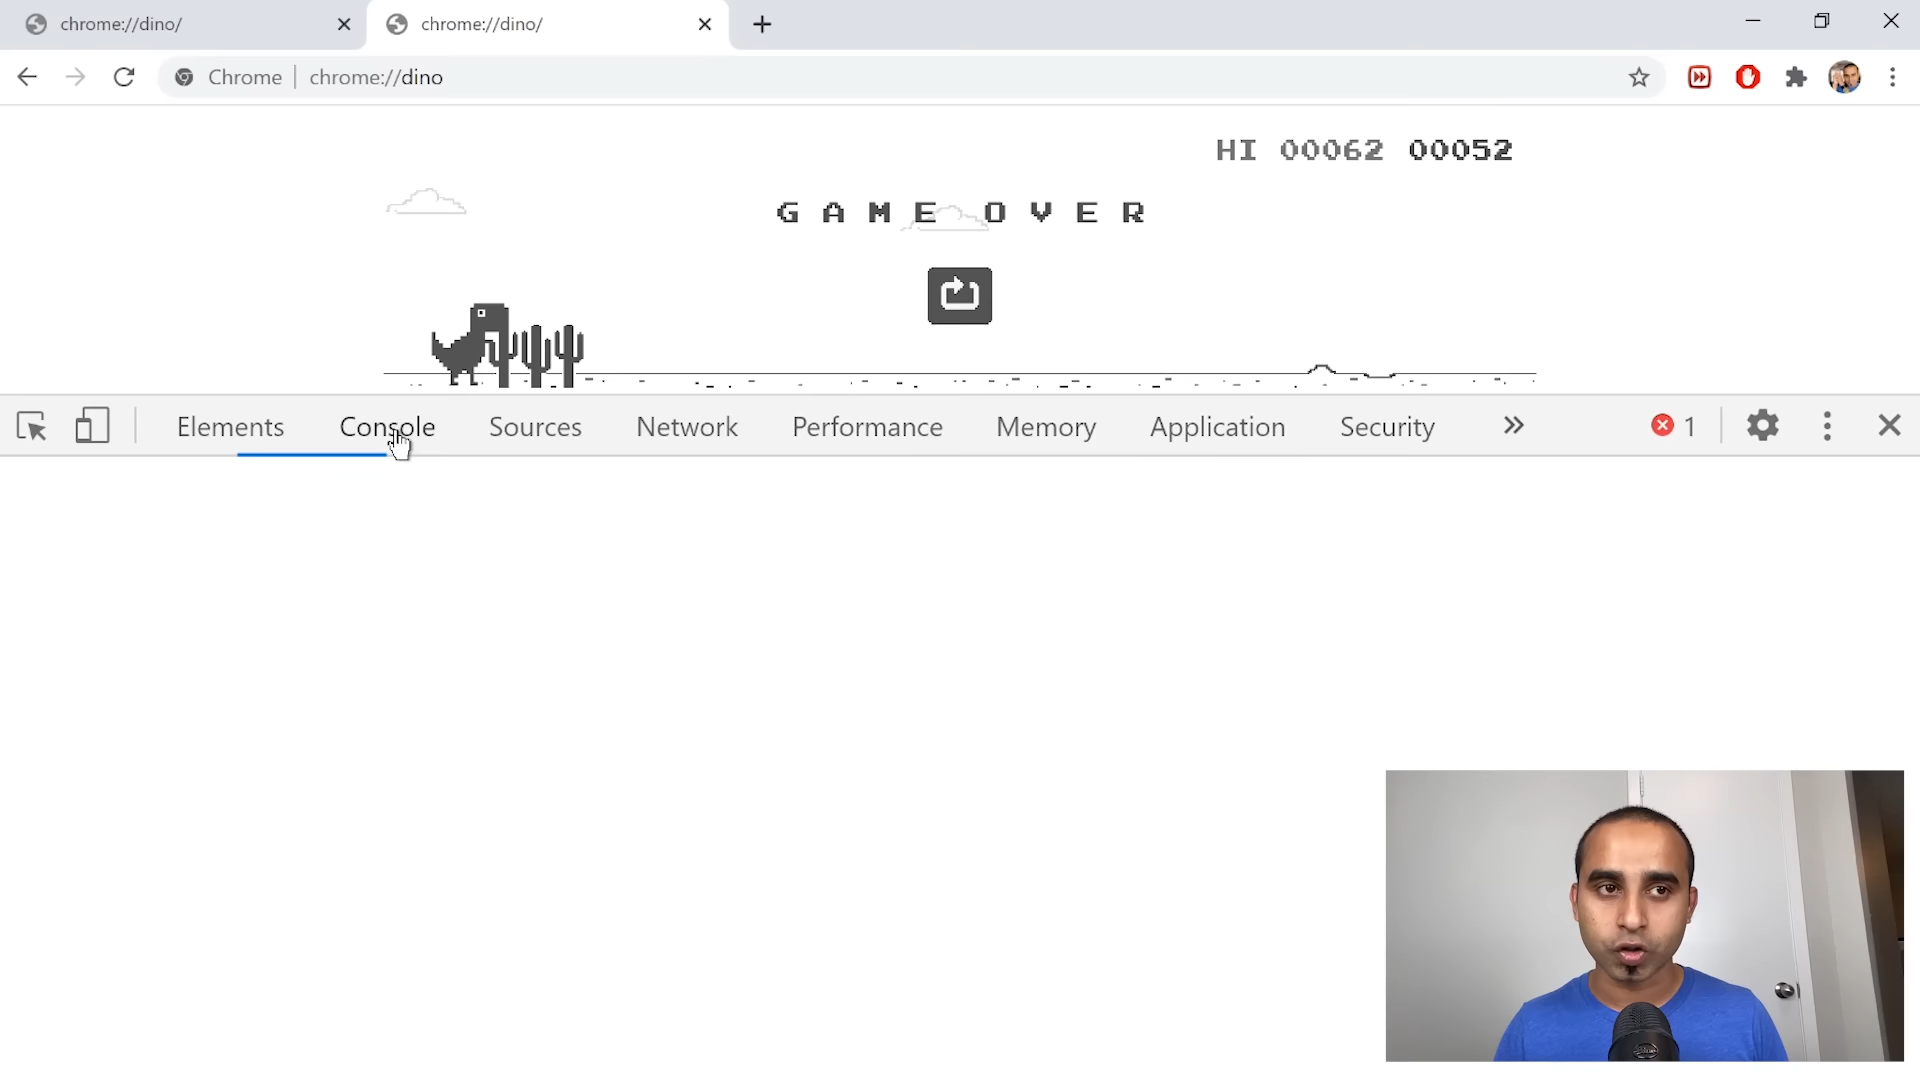 chrome://dino/
chrome://dino/
Chrome | chrome://dino
HI 00062 00052
GAME OVER
Elements Console Sources Network Performance Memory Application Security » 1